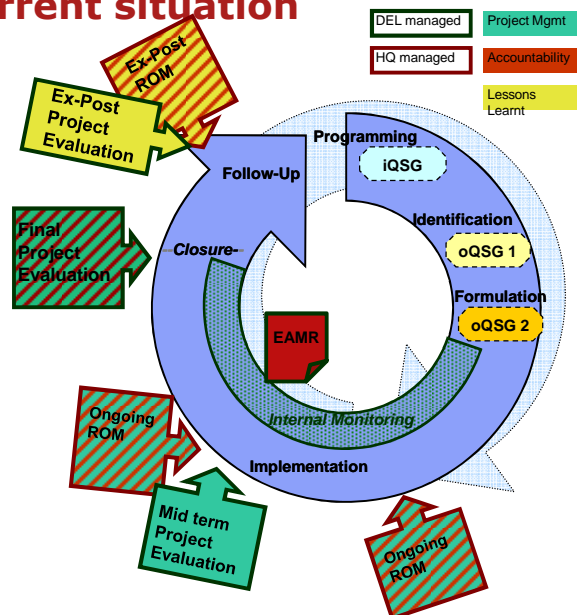 rrent situation
DEL managed
Project Mgmt
HQ managed
Accountability
Lessons
Learnt
Ex-Post
ROM
Ex-Post
Project
Evaluation
Programming
iQSG
Follow-Up
Identification
oQSG 1
Final
Project
Evaluation
-Closure-
Formulation
oQSG 2
EAMR
Internal Monitoring
Ongoing
ROM
Implementation
Mid term
Project
Evaluation
Ongoing
ROM